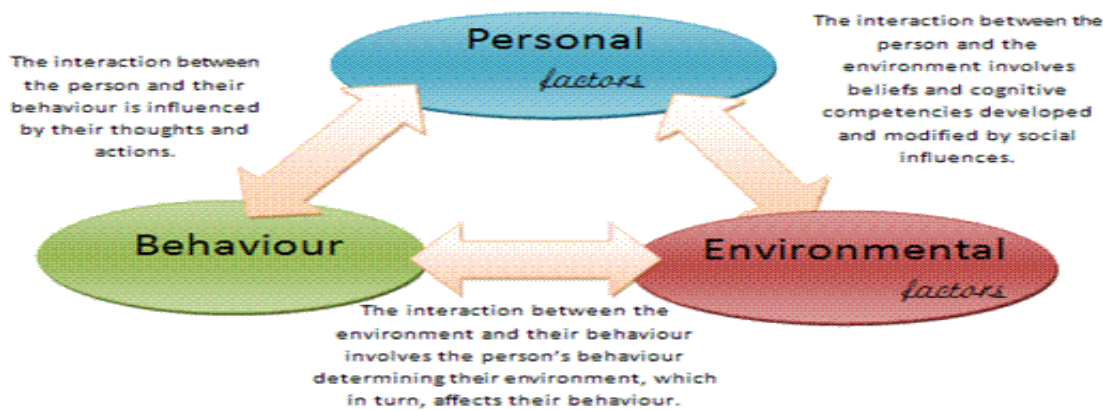 Personal
factors
The interaction between
the person and their
behaviour is influenced
by their thoughts and
actions.
The interaction between the
person and the
environment involves
beliefs and cognitive
competencies developed
and modified by social
influences.
Behaviour
Environmental
factors
The interaction between the
environment and their behaviour
involves the person's behaviour
determining their environment, which
in turn, affects their behaviour.